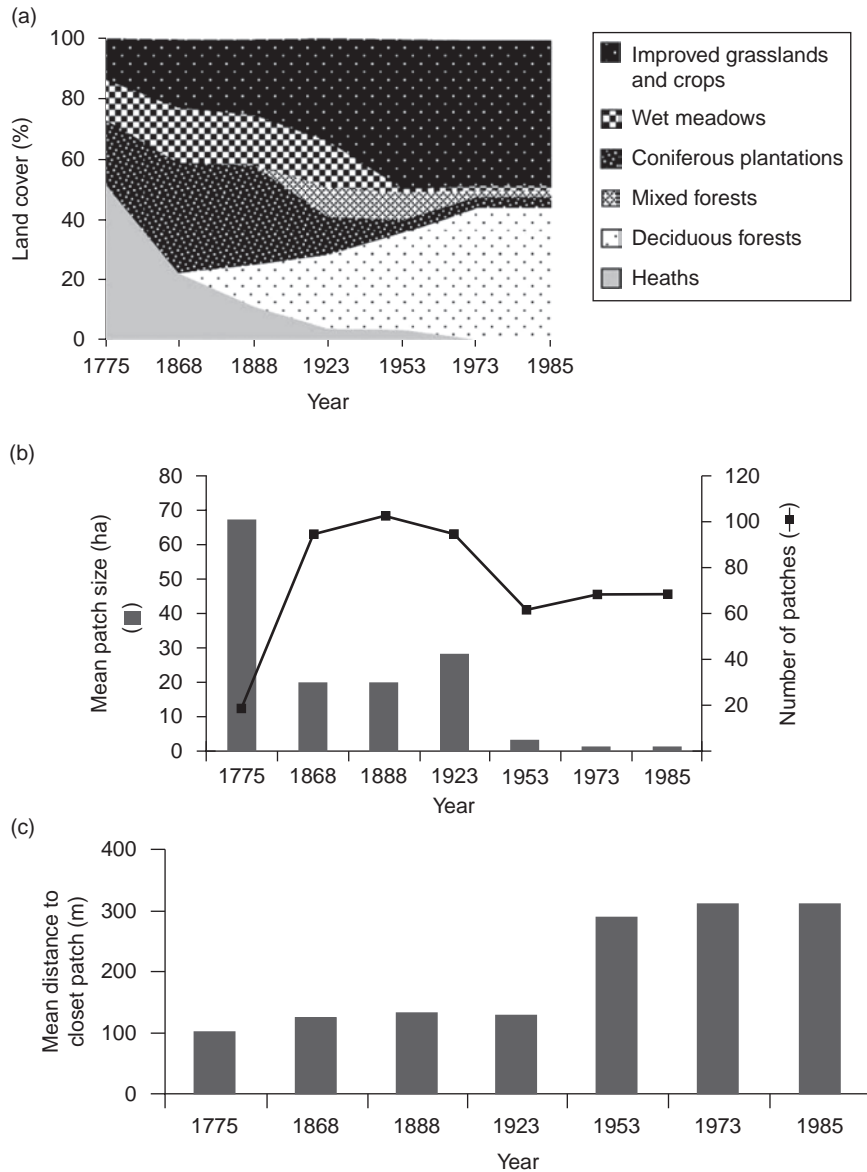 (a)
100
80
60
40
20
0
Land cover (%)
1775 1868 1888 1923 1953 1973 1985
Year
Improved grasslands
and crops
Wet meadows
Coniferous plantations
Mixed forests
Deciduous forests
Heaths
(b)
80
70
60
50
40
30
20
10
0
Mean patch size (ha)
( )
120
100
80
60
40
20
Number of patches ( )
1775 1868 1888 1923 1953 1973 1985
Year
(c)
400
300
200
100
0
Mean distance to
closet patch (m)
1775 1868 1888 1923 1953 1973 1985
Year